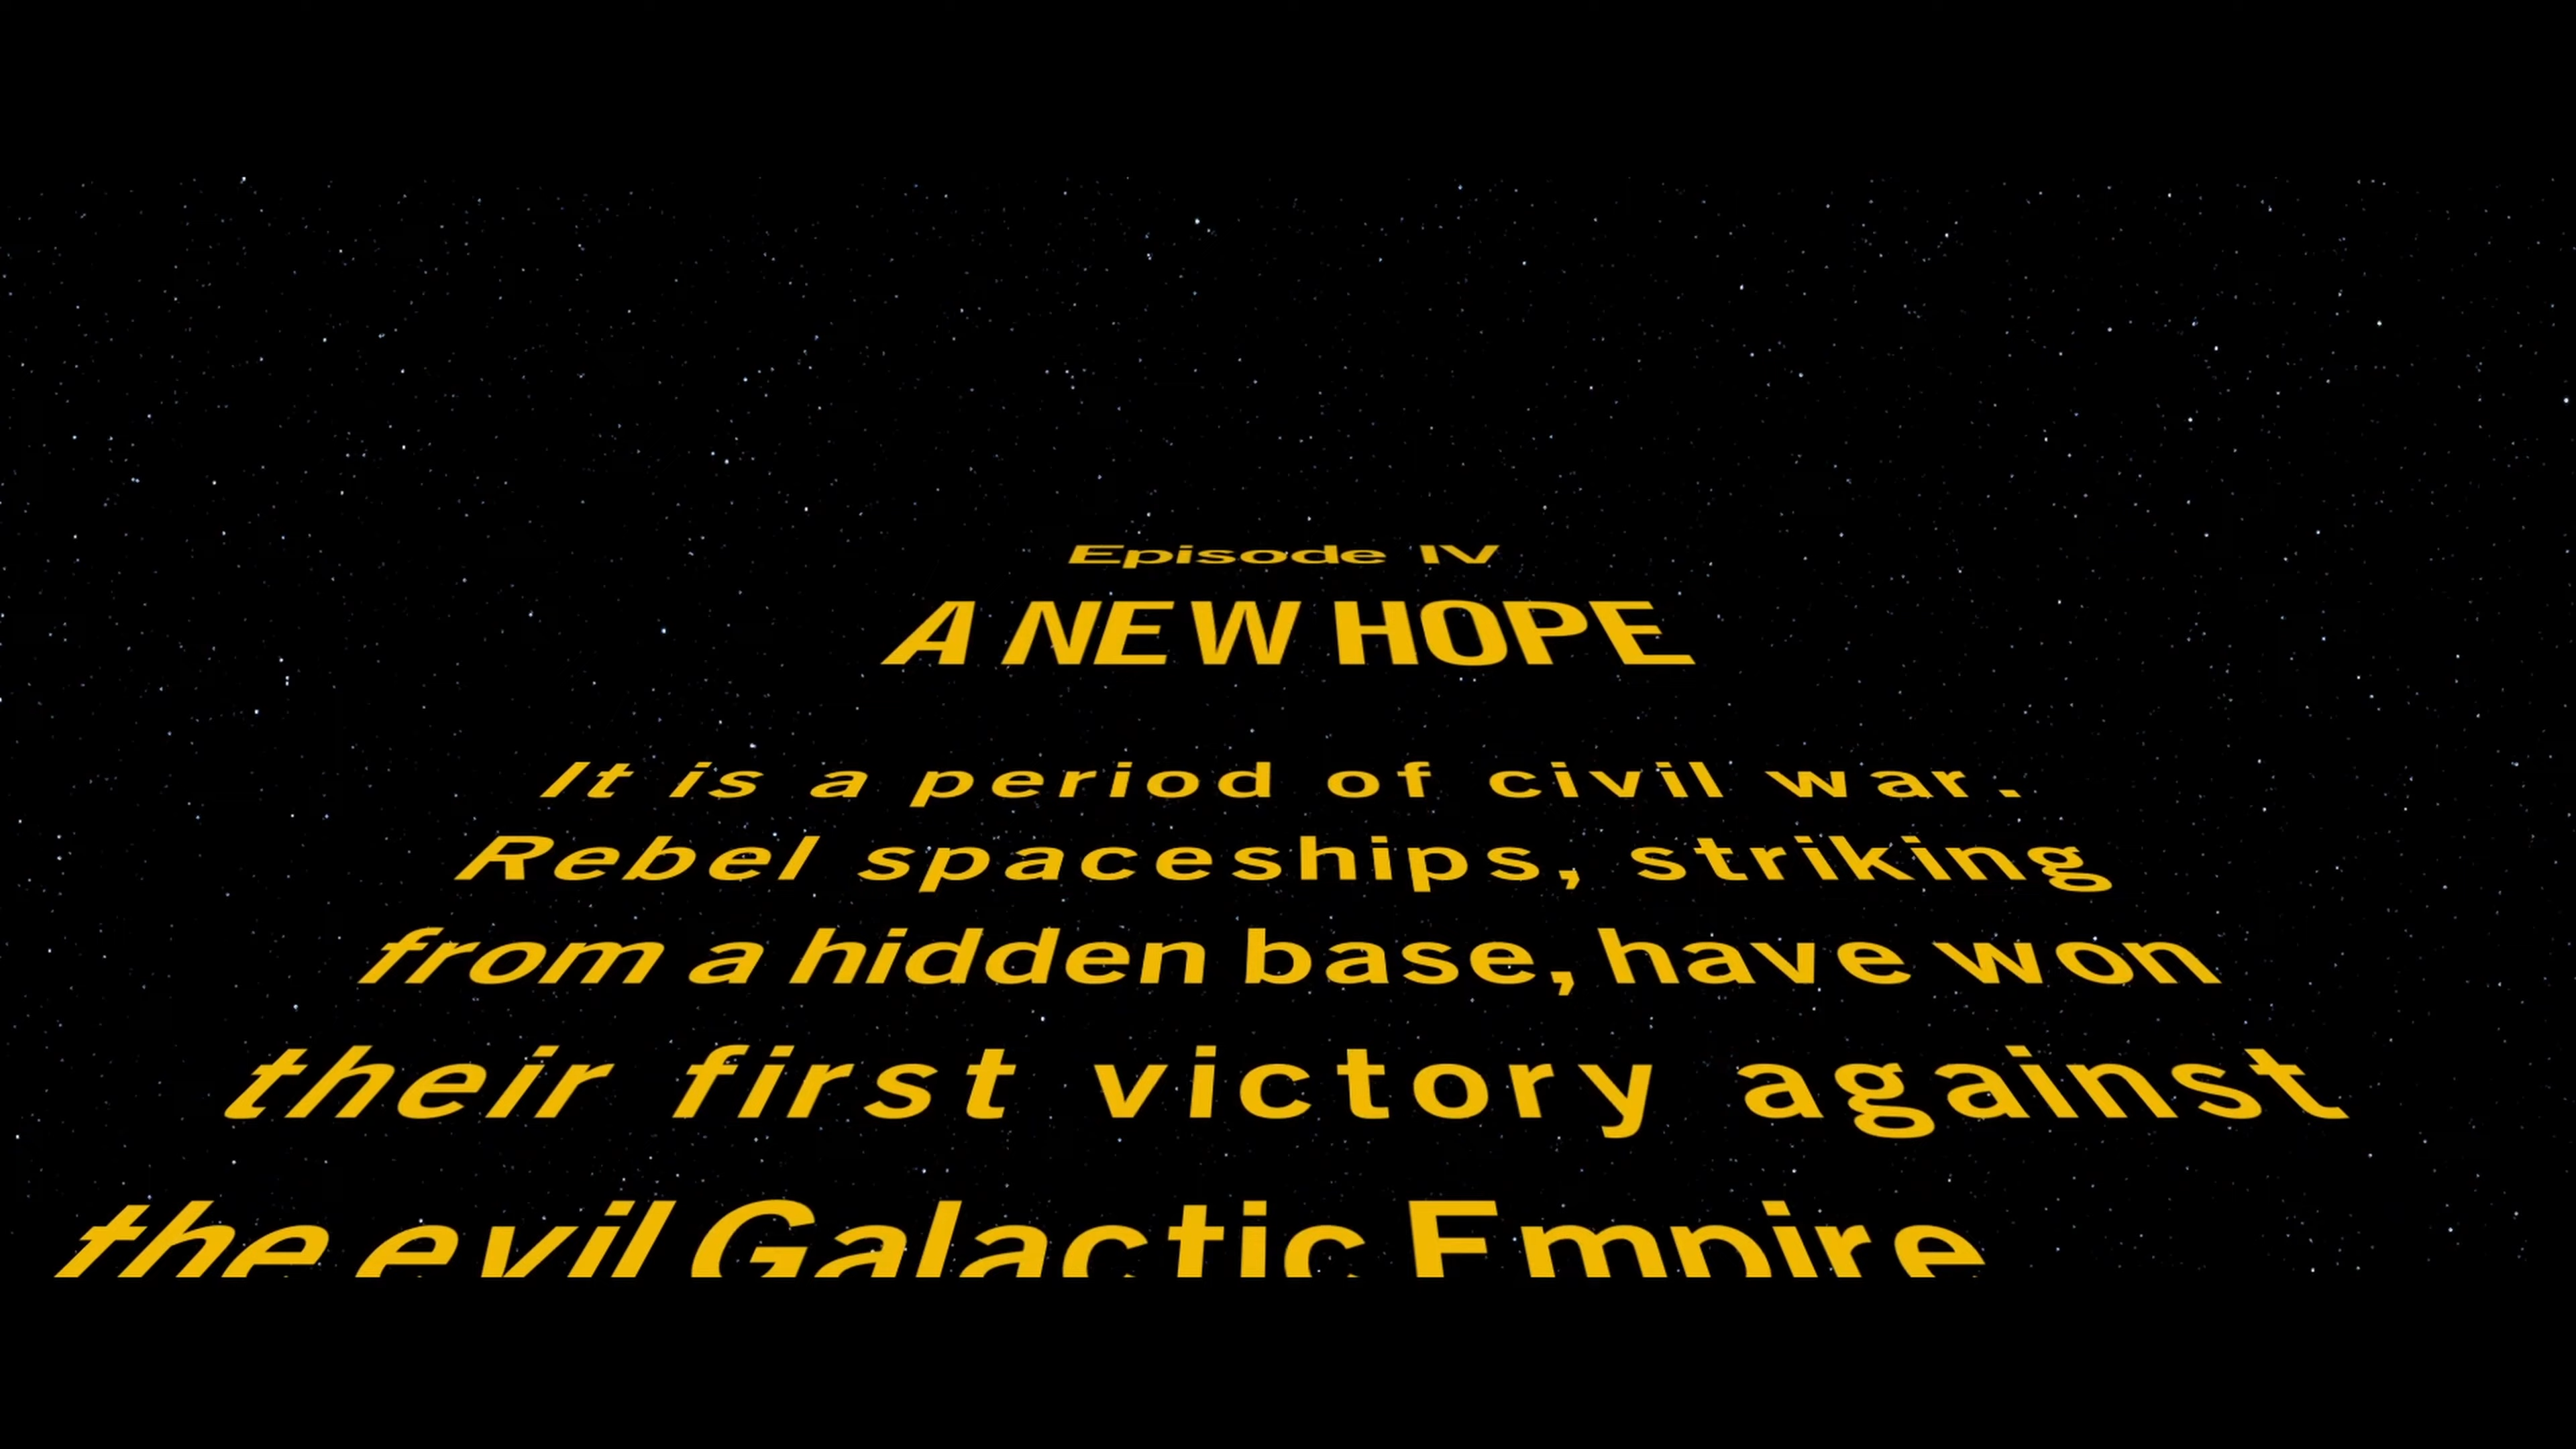 Episode IV
A NEW HOPE
It is a period of civil war.
Rebel spaceships, striking
from a hidden base, have won
their first victory against
the evil Galactic Empire